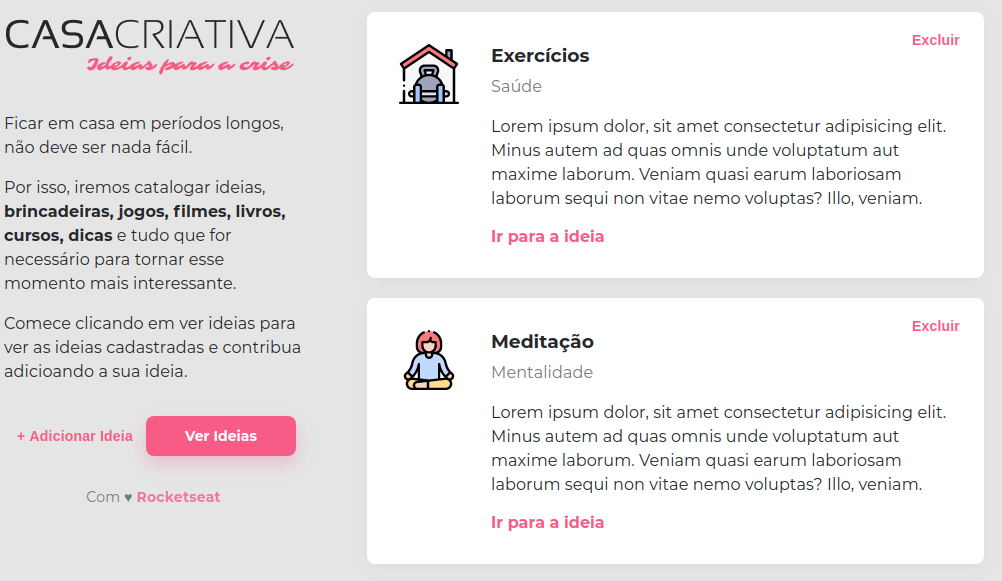 CASACRIATIVA
Ideias para a crise
Ficar em casa em períodos longos,
não deve ser nada fácil.
Por isso, iremos catalogar ideias,
brincadeiras, jogos, filmes, livros,
cursos, dicas e tudo que for
necessário para tornar esse
momento mais interessante.
Comece clicando em ver ideias para
ver as ideias cadastradas e contribua
adicioando a sua ideia.
+ Adicionar Ideia
Ver Ideias
Com ♥ Rocketseat
Excluir
Exercícios
Saúde
Lorem ipsum dolor, sit amet consectetur adipisicing elit.
Minus autem ad quas omnis unde voluptatum aut
maxime laborum. Veniam quasi earum laboriosam
laborum sequi non vitae nemo voluptas? Illo, veniam.
Ir para a ideia
Excluir
Meditação
Mentalidade
Lorem ipsum dolor, sit amet consectetur adipisicing elit.
Minus autem ad quas omnis unde voluptatum aut
maxime laborum. Veniam quasi earum laboriosam
laborum sequi non vitae nemo voluptas? Illo, veniam.
Ir para a ideia